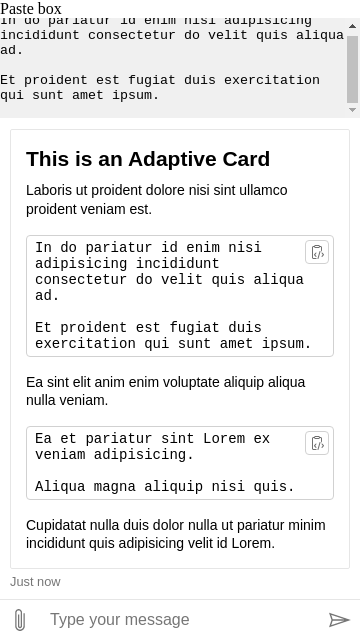 Paste box
In do pariatur id enim nisi adipisicing
incididunt consectetur do velit quis aliqua
ad.
Et proident est fugiat duis exercitation
qui sunt amet ipsum.
This is an Adaptive Card
Laboris ut proident dolore nisi sint ullamco
proident veniam est.
In do pariatur id enim nisi
adipisicing incididunt
consectetur do velit quis aliqua
ad.
Et proident est fugiat duis
exercitation qui sunt amet ipsum.
Ea sint elit anim enim voluptate aliquip aliqua
nulla veniam.
Ea et pariatur sint Lorem ex
veniam adipisicing.
Aliqua magna aliquip nisi quis.
Cupidatat nulla duis dolor nulla ut pariatur minim
incididunt quis adipisicing velit id Lorem.
Just now
Type your message